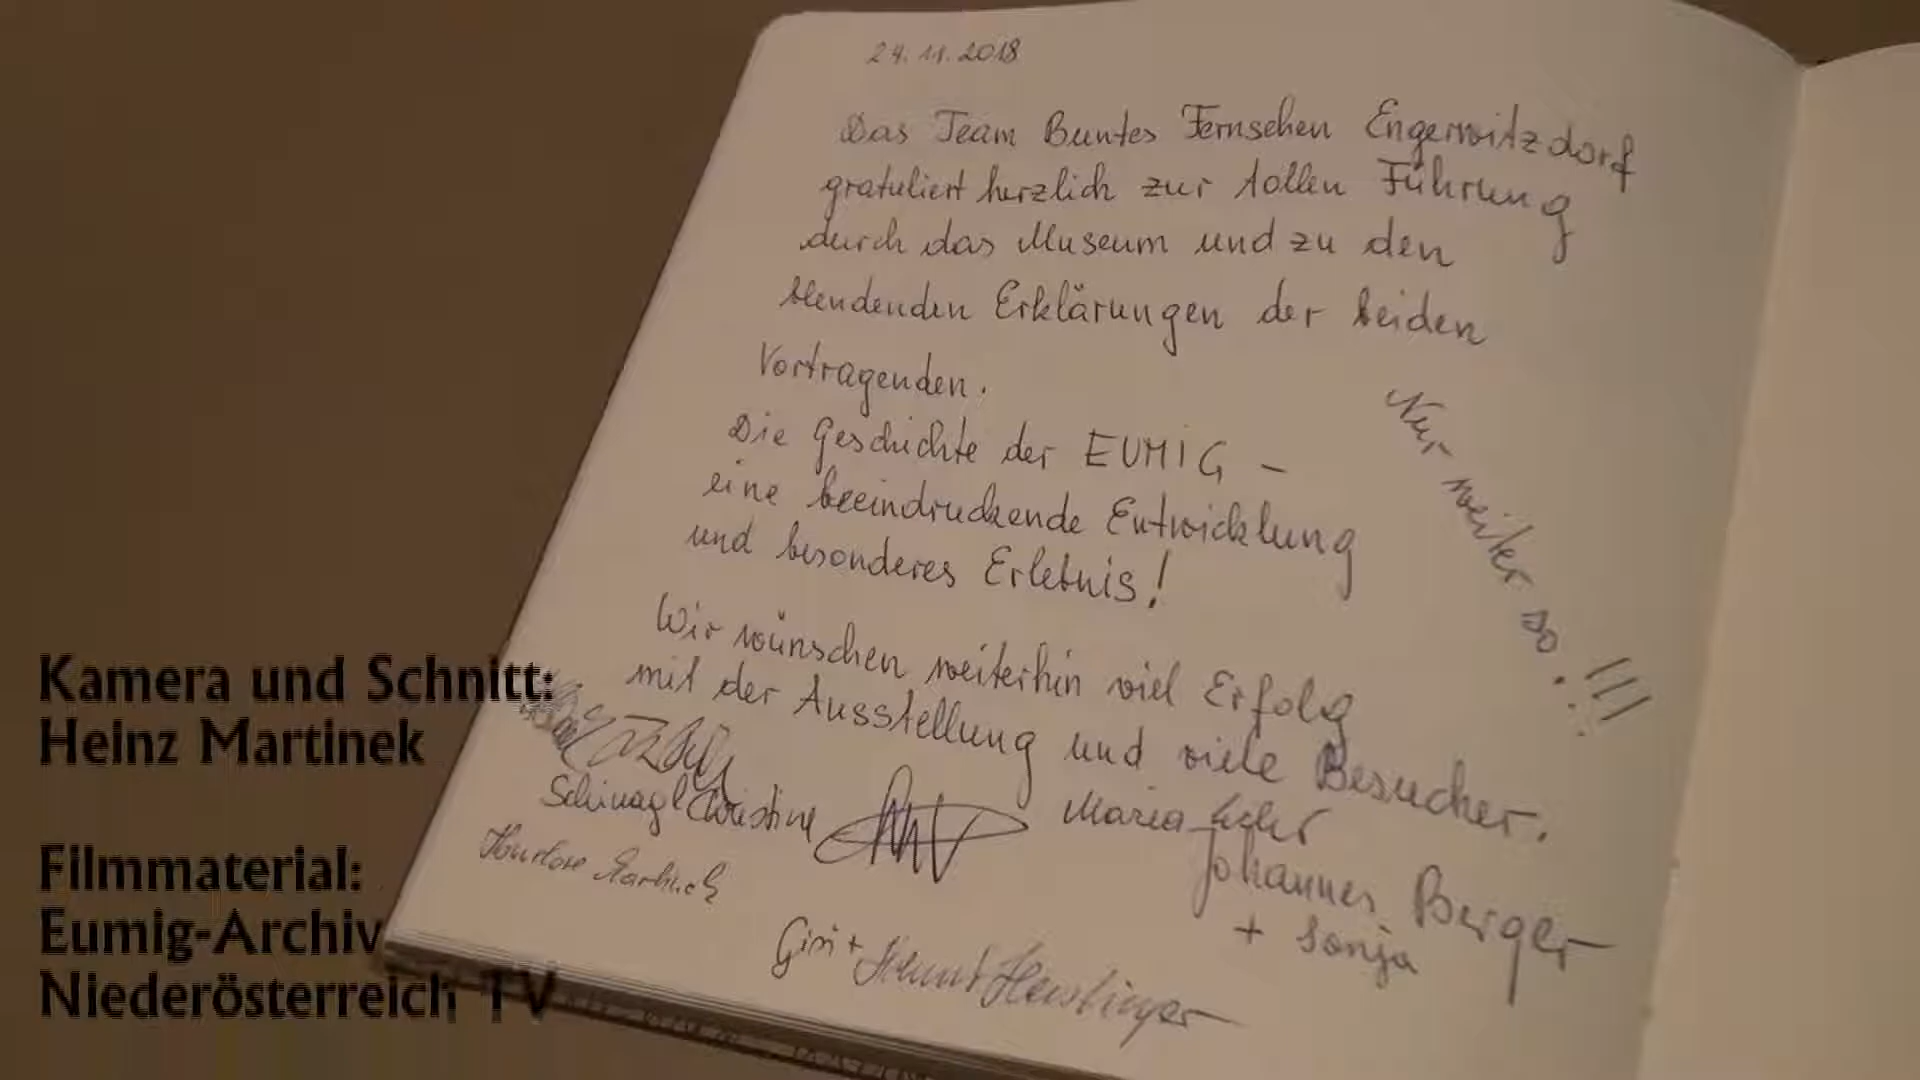 24.11.2018
Das Team Buntes Fernsehen Engerwitzdorf
gratuliert herzlich zur tollen Führung
durch das Museum und zu den
blendenden Erklärungen der beiden
Vortragenden.
Die Geschichte der EUMIG –
eine beeindruckende Entwicklung
und besonderes Erlebnis!
Wir wünschen weiterhin viel Erfolg
mit der Ausstellung und viele Besucher.
Nur weiter so!!!
Schinagl Christine
Maria
Johannes Berger
+ Sonja
Gisi +
Kamera und Schnitt:
Heinz Martinek
Filmmaterial:
Eumig-Archiv
Niederösterreich TV